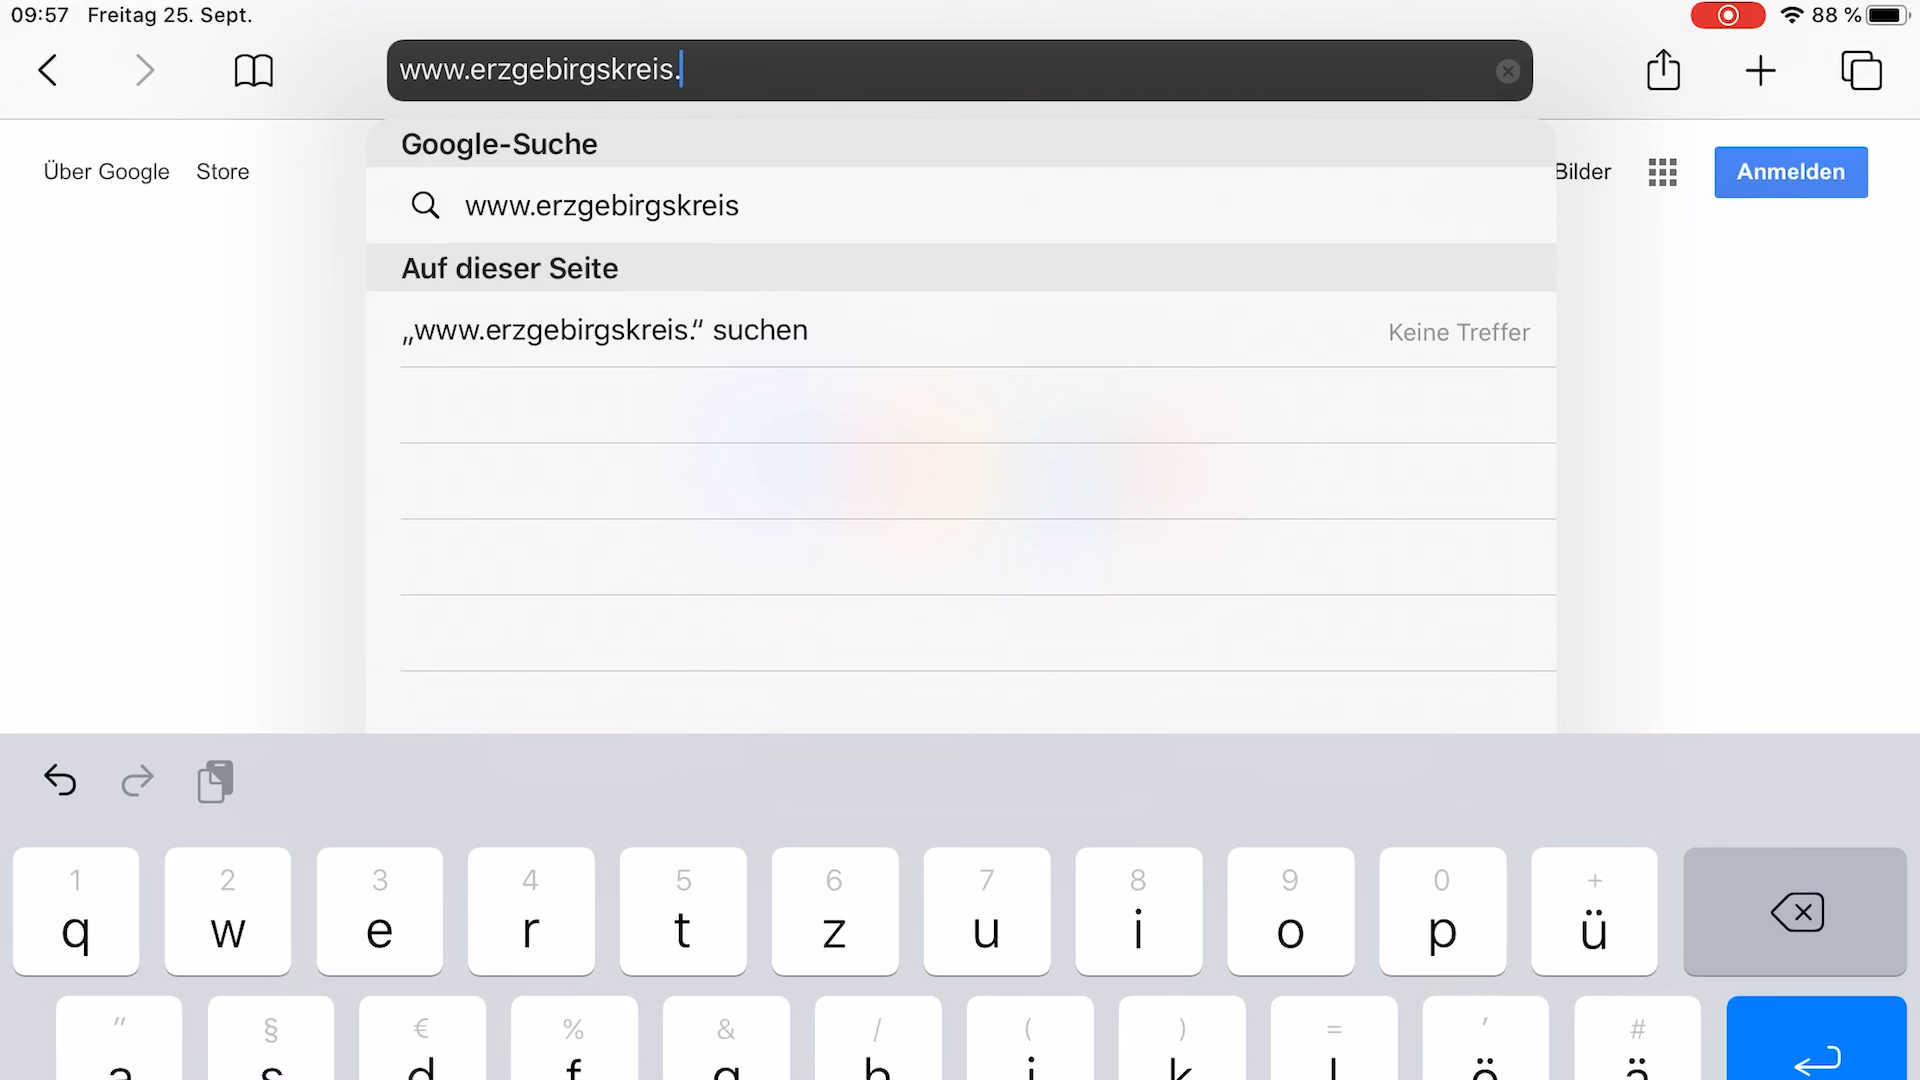 09:57 Freitag 25. Sept. 88 %
www.erzgebirgskreis.
Google-Suche
Über Google Store Bilder Anmelden
www.erzgebirgskreis
Auf dieser Seite
„www.erzgebirgskreis.“ suchen Keine Treffer
1 2 3 4 5 6 7 8 9 0 +
q w e r t z u i o p ü
" § € % & / ( ) = ' #
a s d f g h j k l ö ä